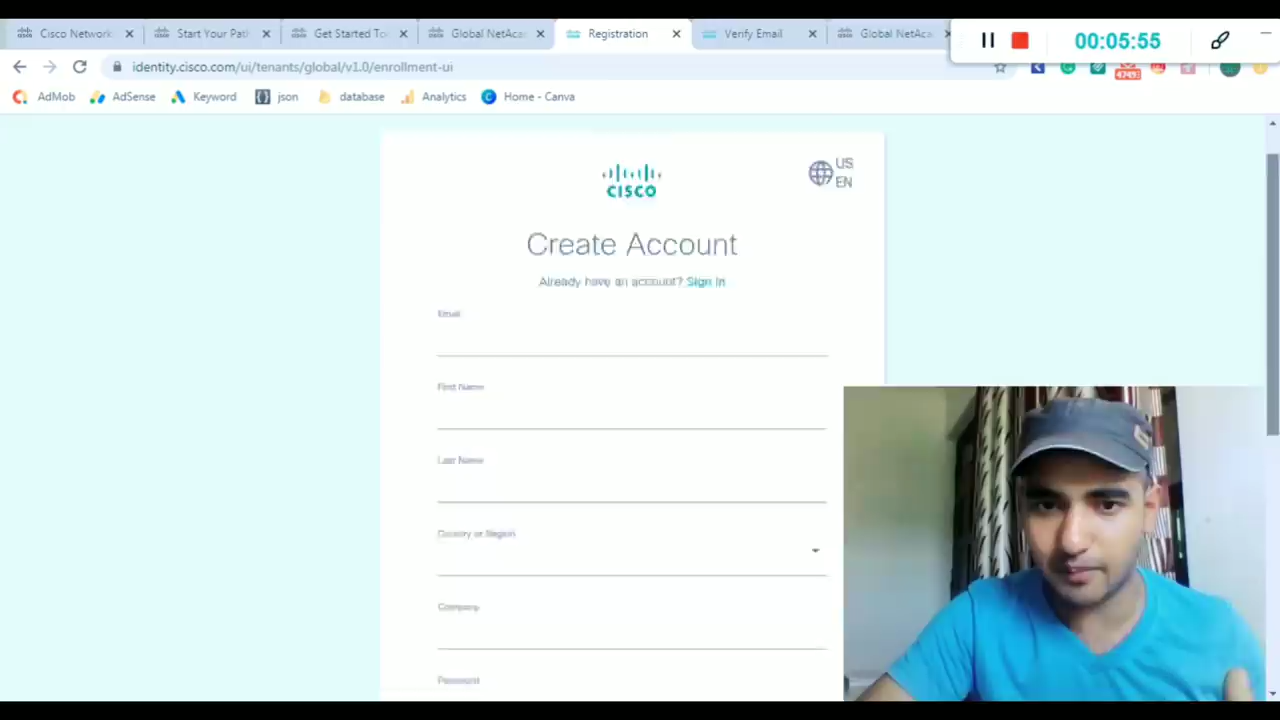 Cisco Network
Start Your Path
Get Started To
Global NetAca
Registration
Verify Email
Global NetAca
00:05:55
identity.cisco.com/ui/tenants/global/v1.0/enrollment-ui
47493
AdMob
AdSense
Keyword
json
database
Analytics
Home - Canva
CISCO
US
EN
Create Account
Already have an account? Sign In
Email
First Name
Last Name
Country or Region
Company
Password